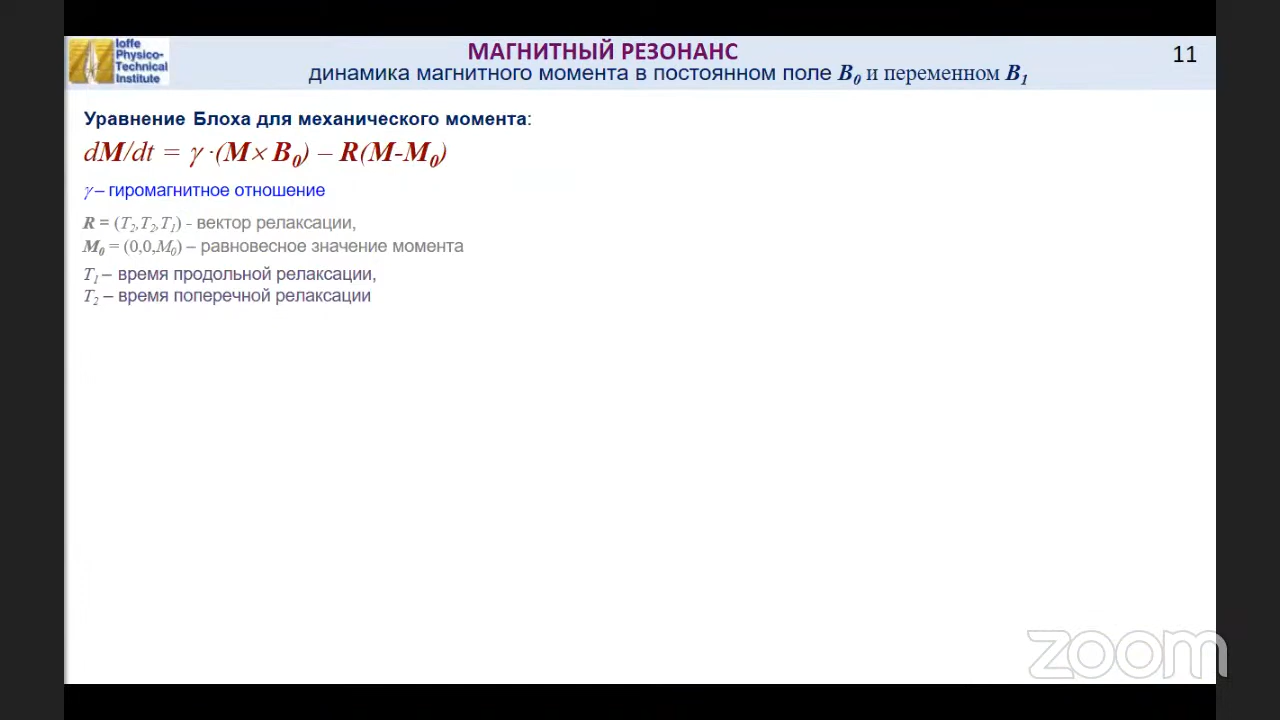 Ioffe
Physico-
Technical
Institute
МАГНИТНЫЙ РЕЗОНАНС
11
динамика магнитного момента в постоянном поле B₀ и переменном B₁
Уравнение Блоха для механического момента:
dM/dt = γ ·(M× B₀) – R(M-M₀)
γ – гиромагнитное отношение
R = (T₂,T₂,T₁) - вектор релаксации,
M₀ = (0,0,M₀) – равновесное значение момента
T₁ – время продольной релаксации,
T₂ – время поперечной релаксации
zoom